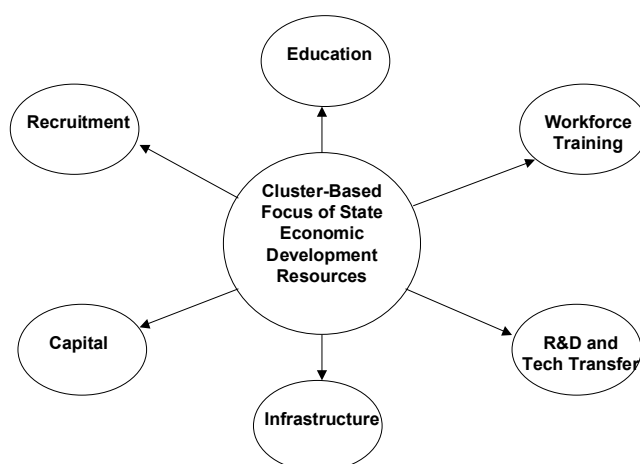 Education
Recruitment
Workforce
Training
Cluster-Based
Focus of State
Economic
Development
Resources
Capital
R&D and
Tech Transfer
Infrastructure